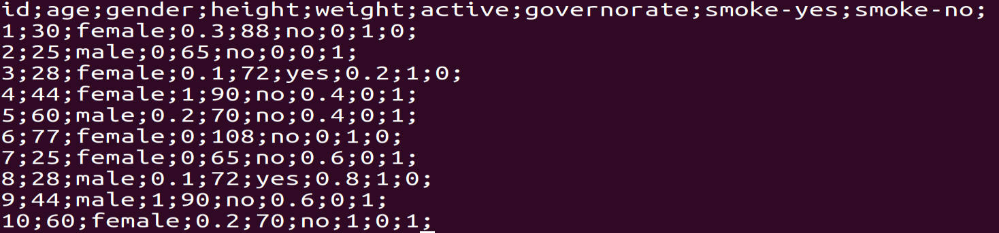 id;age;gender;height;weight;active;governorate;smoke-yes;smoke-no;
1;30;female;0.3;88;no;0;1;0;
2;25;male;0;65;no;0;0;1;
3;28;female;0.1;72;yes;0.2;1;0;
4;44;female;1;90;no;0.4;0;1;
5;60;male;0.2;70;no;0.4;0;1;
6;77;female;0;108;no;0;1;0;
7;25;female;0;65;no;0.6;0;1;
8;28;male;0.1;72;yes;0.8;1;0;
9;44;male;1;90;no;0.6;0;1;
10;60;female;0.2;70;no;1;0;1;